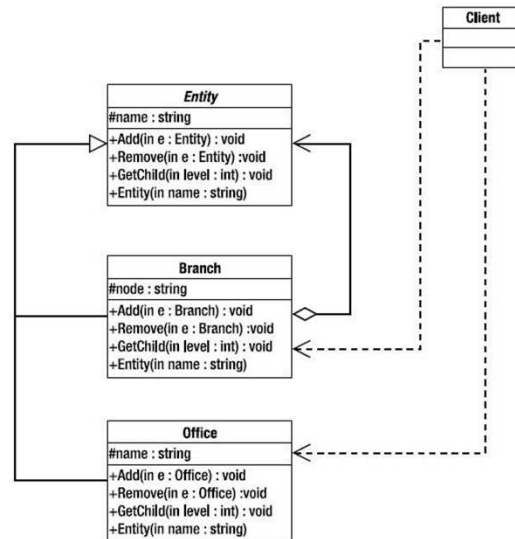 Client
Entity
#name : string
+Add(in e : Entity) : void
+Remove(in e : Entity) :void
+GetChild(in level : int) : void
+Entity(in name : string)
Branch
#node : string
+Add(in e : Branch) : void
+Remove(in e : Branch) :void
+GetChild(in level : int) : void
+Entity(in name : string)
Office
#name : string
+Add(in e : Office) : void
+Remove(in e : Office) :void
+GetChild(in level : int) : void
+Entity(in name : string)